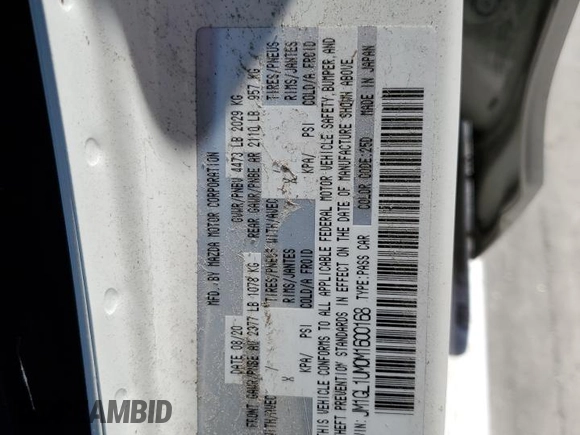 MFD. BY MAZDA MOTOR CORPORATION
DATE 08/20 GVWR/PNBV 4473 LB 2029 KG
FRONT GAWR/PNBE AV 2377 LB 1078 KG REAR GAWR/PNBE AR 2110 LB 957 KG
WITH/AVEC TIRES/PNEUS WITH/AVEC TIRES/PNEUS
X RIMS/JANTES X RIMS/JANTES
KPA/ PSI COLD/A FROID KPA/ PSI COLD/A FROID
VEHICLE CONFORMS TO ALL APPLICABLE FEDERAL MOTOR VEHICLE SAFETY, BUMPER, AND
THEFT PREVENTION STANDARDS IN EFFECT ON THE DATE OF MANUFACTURE SHOWN ABOVE.
COLOR CODE:25D MADE IN JAPAN
TYPE:PASS CAR
AMBID